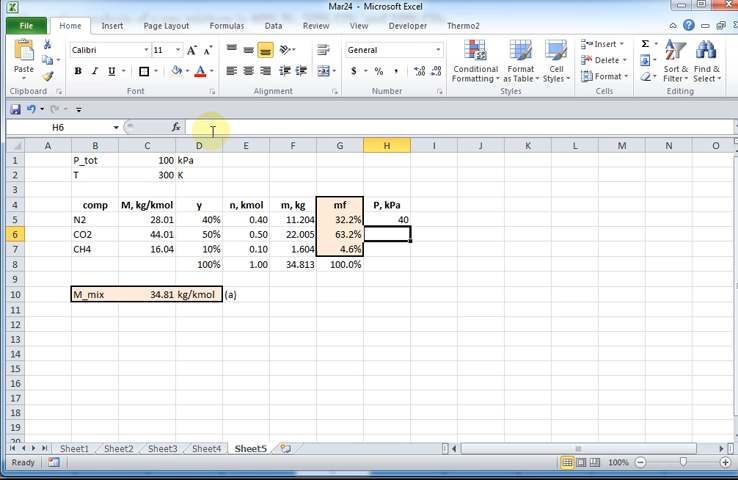 Mar24 - Microsoft Excel
File Home Insert Page Layout Formulas Data Review View Developer Thermo2
Calibri 11 A A General Insert Σ
Paste B I U A $ % , Conditional Formatting Format as Table Cell Styles Delete Format Sort & Filter Find & Select
Clipboard Font Alignment Number Styles Cells Editing
H6 fx
A B C D E F G H I J K L M N O
1 P_tot 100 kPa
2 T 300 K
3
4 comp M, kg/kmol y n, kmol m, kg mf P, kPa
5 N2 28.01 40% 0.40 11.204 32.2% 40
6 CO2 44.01 50% 0.50 22.005 63.2%
7 CH4 16.04 10% 0.10 1.604 4.6%
8 100% 1.00 34.813 100.0%
9
10 M_mix 34.81 kg/kmol (a)
11
12
13
14
15
16
17
18
19
20
Sheet1 Sheet2 Sheet3 Sheet4 Sheet5
Ready 100%